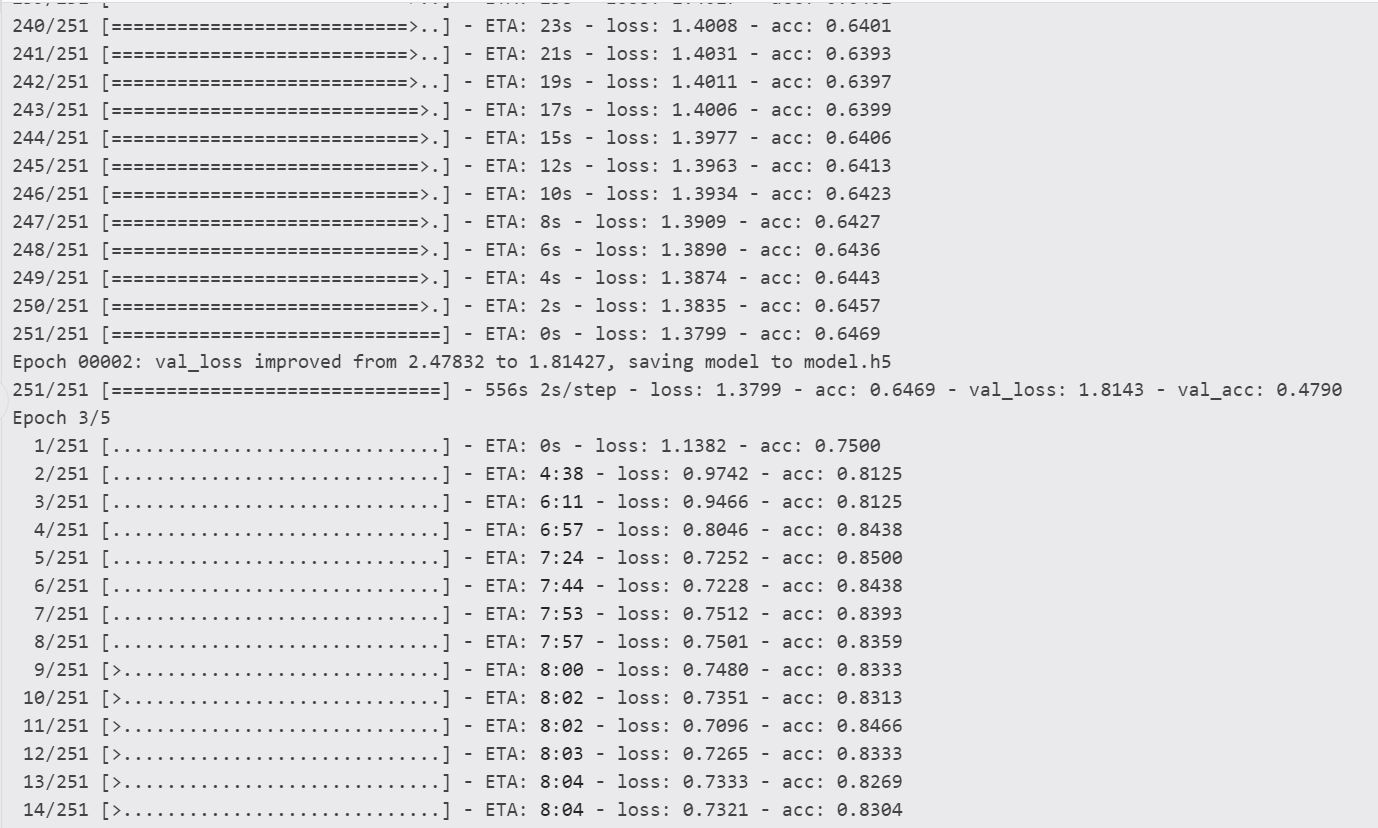 240/251 [===========================>..] - ETA: 23s - loss: 1.4008 - acc: 0.6401
241/251 [===========================>..] - ETA: 21s - loss: 1.4031 - acc: 0.6393
242/251 [===========================>..] - ETA: 19s - loss: 1.4011 - acc: 0.6397
243/251 [============================>.] - ETA: 17s - loss: 1.4006 - acc: 0.6399
244/251 [============================>.] - ETA: 15s - loss: 1.3977 - acc: 0.6406
245/251 [============================>.] - ETA: 12s - loss: 1.3963 - acc: 0.6413
246/251 [============================>.] - ETA: 10s - loss: 1.3934 - acc: 0.6423
247/251 [============================>.] - ETA: 8s - loss: 1.3909 - acc: 0.6427
248/251 [============================>.] - ETA: 6s - loss: 1.3890 - acc: 0.6436
249/251 [============================>.] - ETA: 4s - loss: 1.3874 - acc: 0.6443
250/251 [============================>.] - ETA: 2s - loss: 1.3835 - acc: 0.6457
251/251 [==============================] - ETA: 0s - loss: 1.3799 - acc: 0.6469
Epoch 00002: val_loss improved from 2.47832 to 1.81427, saving model to model.h5
251/251 [==============================] - 556s 2s/step - loss: 1.3799 - acc: 0.6469 - val_loss: 1.8143 - val_acc: 0.4790
Epoch 3/5
  1/251 [..............................] - ETA: 0s - loss: 1.1382 - acc: 0.7500
  2/251 [..............................] - ETA: 4:38 - loss: 0.9742 - acc: 0.8125
  3/251 [..............................] - ETA: 6:11 - loss: 0.9466 - acc: 0.8125
  4/251 [..............................] - ETA: 6:57 - loss: 0.8046 - acc: 0.8438
  5/251 [..............................] - ETA: 7:24 - loss: 0.7252 - acc: 0.8500
  6/251 [..............................] - ETA: 7:44 - loss: 0.7228 - acc: 0.8438
  7/251 [..............................] - ETA: 7:53 - loss: 0.7512 - acc: 0.8393
  8/251 [..............................] - ETA: 7:57 - loss: 0.7501 - acc: 0.8359
  9/251 [>.............................] - ETA: 8:00 - loss: 0.7480 - acc: 0.8333
 10/251 [>.............................] - ETA: 8:02 - loss: 0.7351 - acc: 0.8313
 11/251 [>.............................] - ETA: 8:02 - loss: 0.7096 - acc: 0.8466
 12/251 [>.............................] - ETA: 8:03 - loss: 0.7265 - acc: 0.8333
 13/251 [>.............................] - ETA: 8:04 - loss: 0.7333 - acc: 0.8269
 14/251 [>.............................] - ETA: 8:04 - loss: 0.7321 - acc: 0.8304